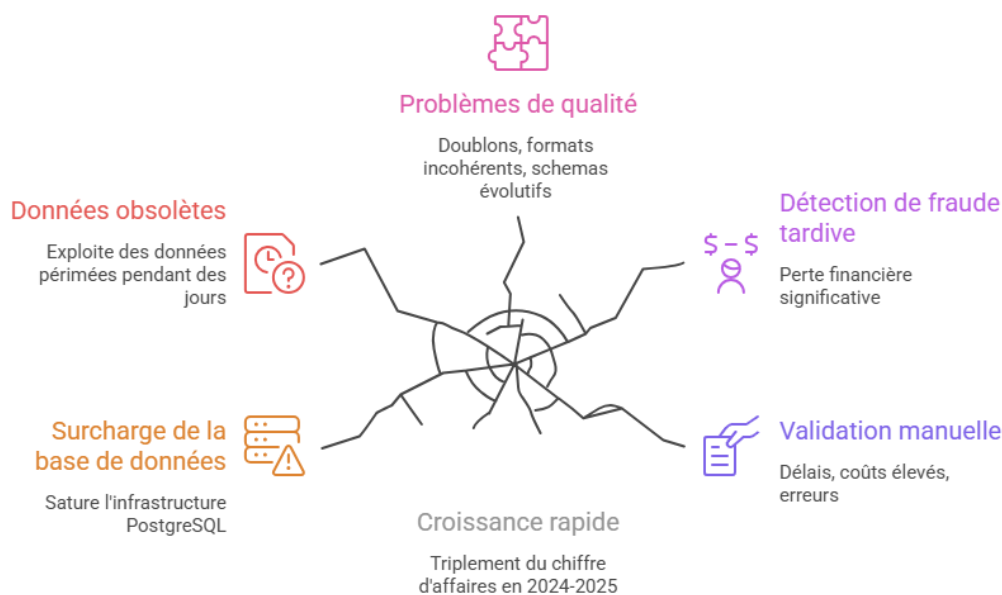 Problèmes de qualité
Doublons, formats
incohérents, schemas
évolutifs
Données obsolètes
Exploite des données
périmées pendant des
jours
Détection de fraude
tardive
$ – $
Perte financière
significative
Surcharge de la
base de données
Sature l'infrastructure
PostgreSQL
Validation manuelle
Délais, coûts élevés,
erreurs
Croissance rapide
Triplement du chiffre
d'affaires en 2024-2025